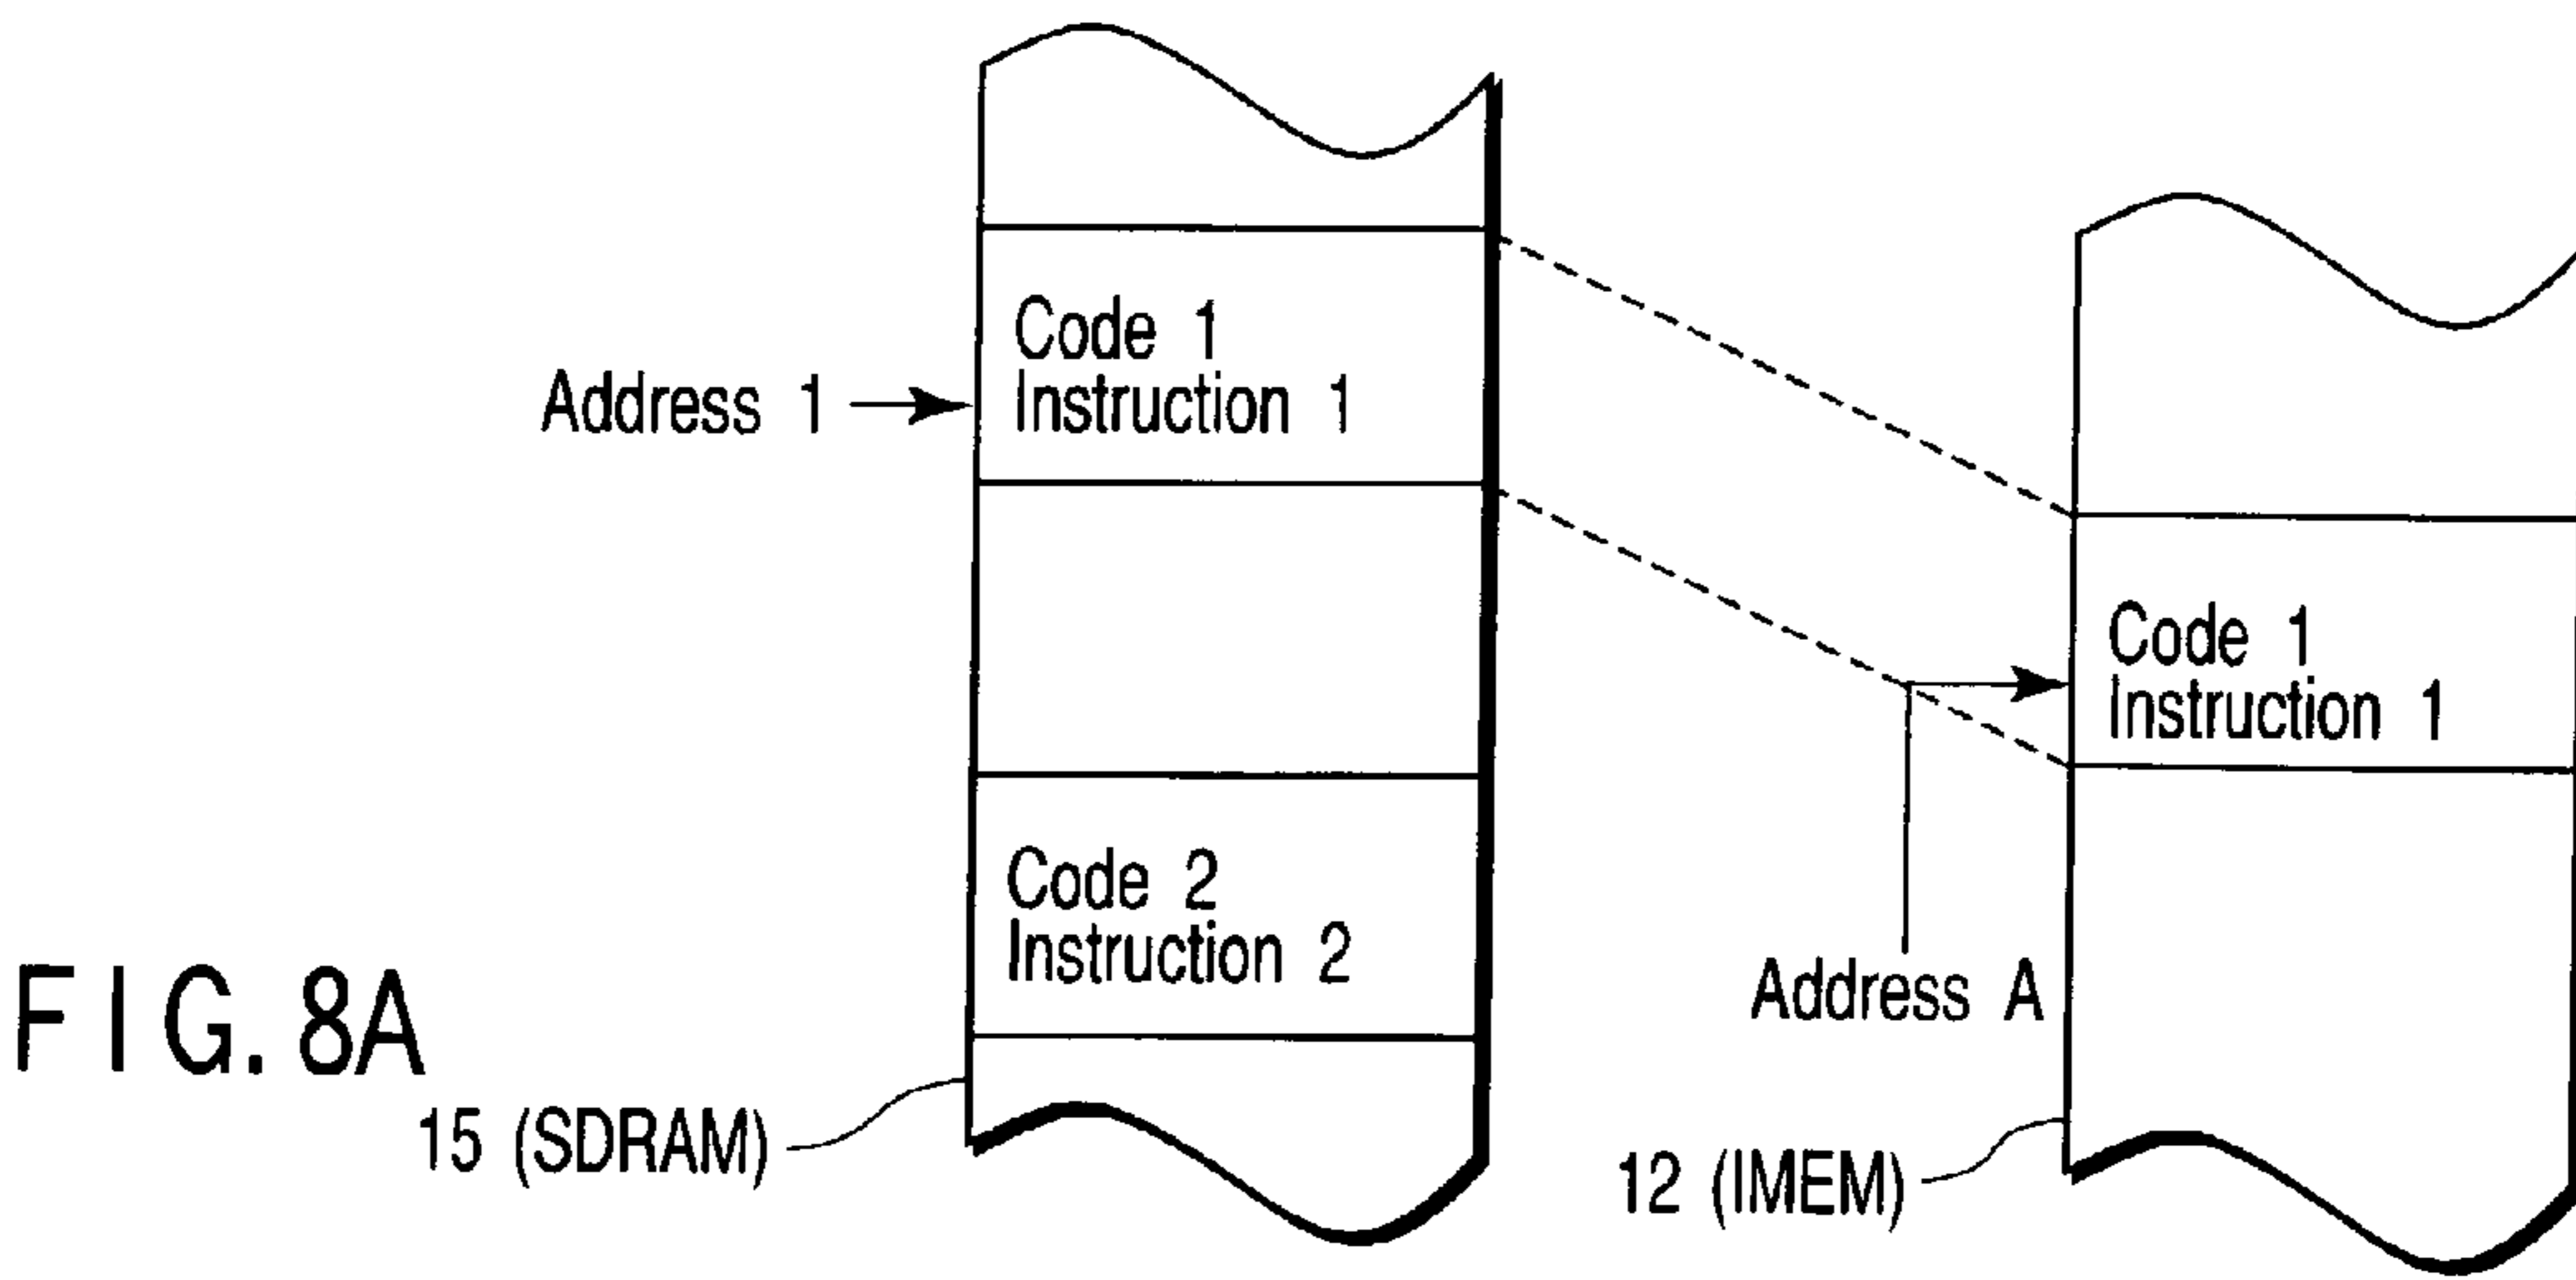 Code 1
Address 1
Instruction 1
Code 1
Instruction 1
Code 2
Instruction 2
Address A
FIG. 8A
15 (SDRAM)
12 (IMEM)